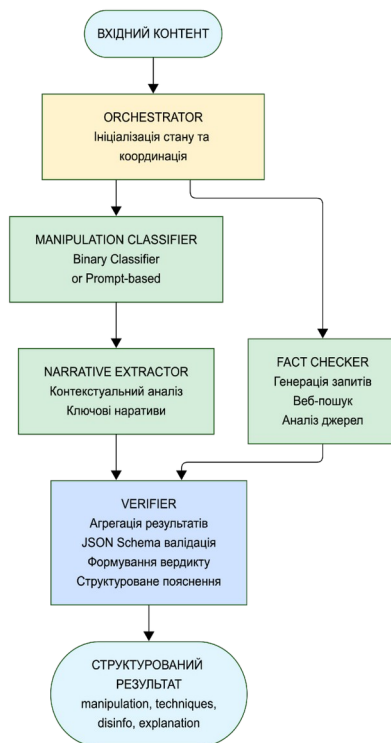 ВХІДНИЙ КОНТЕНТ
ORCHESTRATOR
Ініціалізація стану та
координація
MANIPULATION CLASSIFIER
Binary Classifier
or Prompt-based
NARRATIVE EXTRACTOR
Контекстуальний аналіз
Ключові наративи
FACT CHECKER
Генерація запитів
Веб-пошук
Аналіз джерел
VERIFIER
Агрегація результатів
JSON Schema валідація
Формування вердикту
Структуроване пояснення
СТРУКТУРОВАНИЙ
РЕЗУЛЬТАТ
manipulation, techniques,
disinfo, explanation